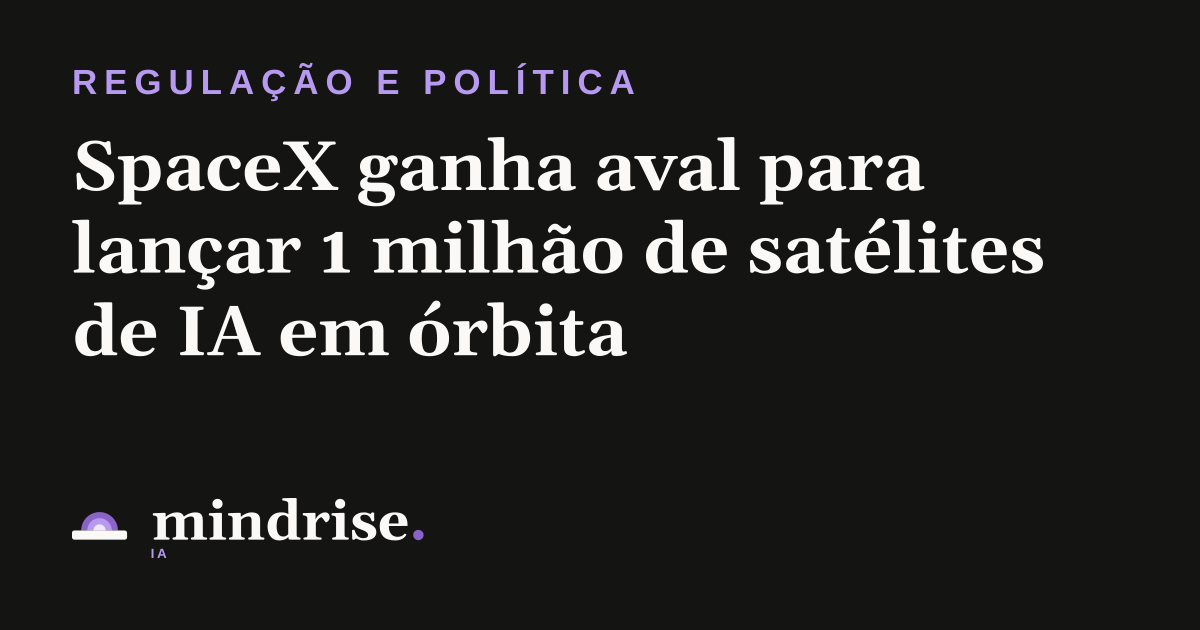 REGULAÇÃO E POLÍTICA
SpaceX ganha aval para
lançar 1 milhão de satélites
de IA em órbita
mindrise.
IA